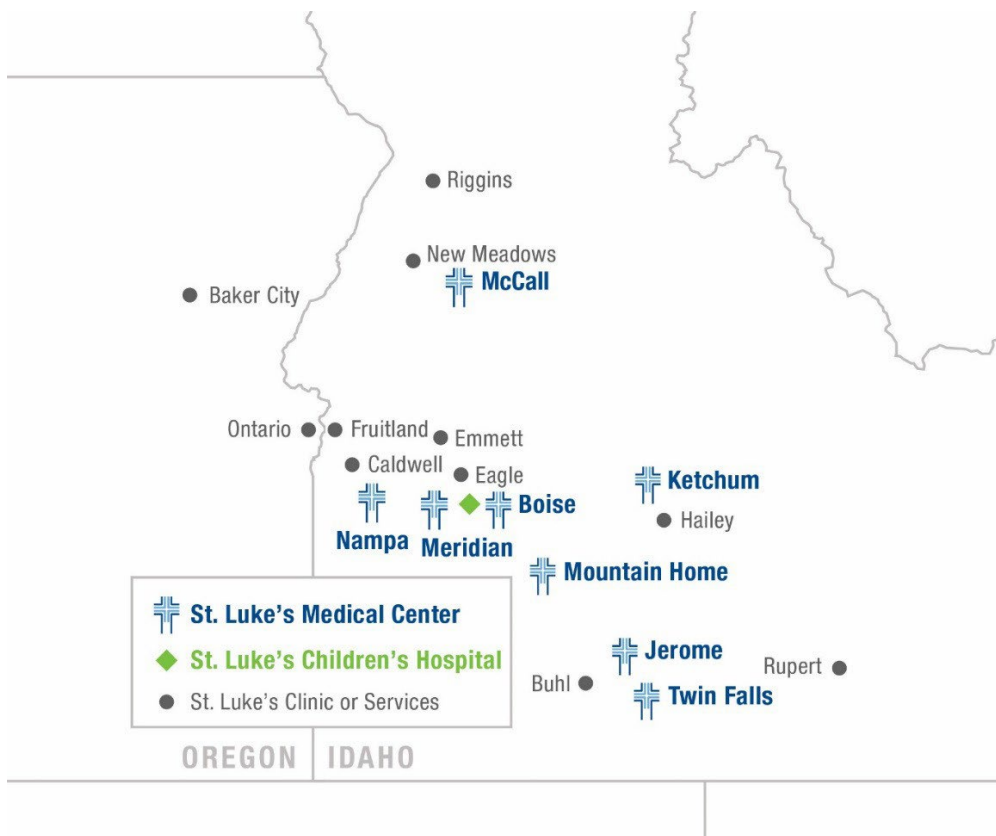 Riggins
New Meadows
McCall
Baker City
Ontario
Fruitland
Emmett
Caldwell
Eagle
Ketchum
Boise
Hailey
Nampa
Meridian
Mountain Home
St. Luke’s Medical Center
St. Luke’s Children’s Hospital
St. Luke’s Clinic or Services
Jerome
Rupert
Buhl
Twin Falls
OREGON
IDAHO